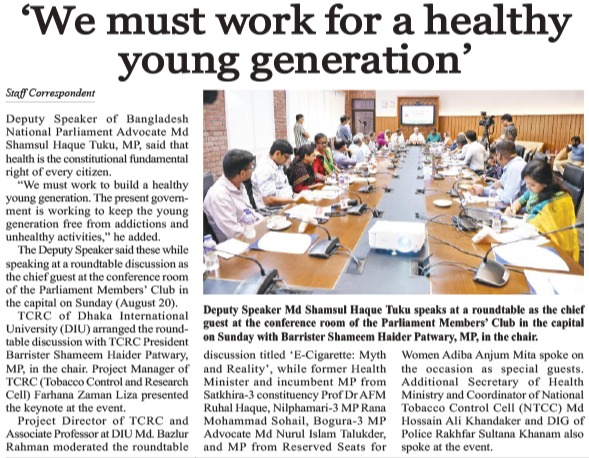 ‘We must work for a healthy
young generation’
Staff Correspondent
Deputy Speaker of Bangladesh
National Parliament Advocate Md
Shamsul Haque Tuku, MP, said that
health is the constitutional fundamental
right of every citizen.
“We must work to build a healthy
young generation. The present govern-
ment is working to keep the young
generation free from addictions and
unhealthy activities,” he added.
The Deputy Speaker said these while
speaking at a roundtable discussion as
the chief guest at the conference room
of the Parliament Members’ Club in
the capital on Sunday (August 20).
TCRC of Dhaka International
University (DIU) arranged the round-
table discussion with TCRC President
Barrister Shameem Haider Patwary,
MP, in the chair. Project Manager of
TCRC (Tobacco Control and Research
Cell) Farhana Zaman Liza presented
the keynote at the event.
Project Director of TCRC and
Associate Professor at DIU Md. Bazlur
Rahman moderated the roundtable
Deputy Speaker Md Shamsul Haque Tuku speaks at a roundtable as the chief
guest at the conference room of the Parliament Members’ Club in the capital
on Sunday with Barrister Shameem Haider Patwary, MP, in the chair.
discussion titled ‘E-Cigarette: Myth
and Reality’, while former Health
Minister and incumbent MP from
Satkhira-3 constituency Prof Dr AFM
Ruhal Haque, Nilphamari-3 MP Rana
Mohammad Sohail, Bogura-3 MP
Advocate Md Nurul Islam Talukder,
and MP from Reserved Seats for
Women Adiba Anjum Mita spoke on
the occasion as special guests.
Additional Secretary of Health
Ministry and Coordinator of National
Tobacco Control Cell (NTCC) Md
Hossain Ali Khandaker and DIG of
Police Rakhfar Sultana Khanam also
spoke at the event.